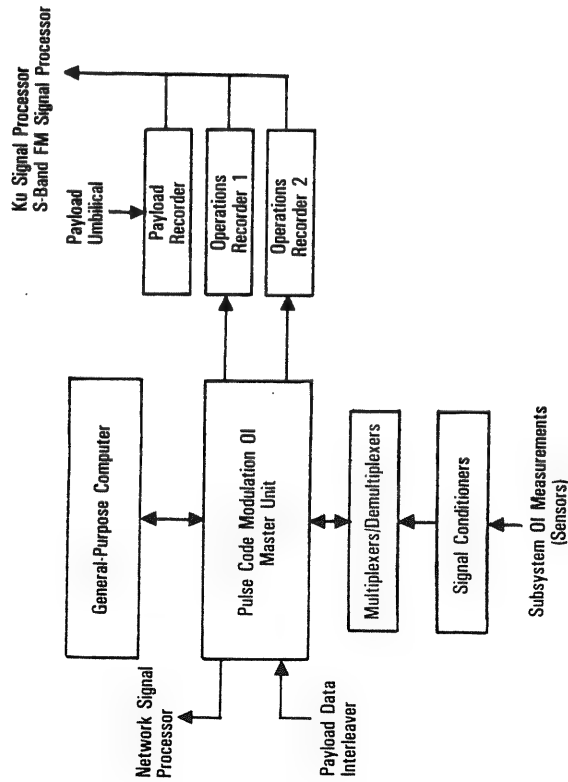 Ku Signal Processor
S-Band FM Signal Processor
Payload
Umbilical
Payload
Recorder
Operations
Recorder 1
Operations
Recorder 2
General-Purpose Computer
Pulse Code Modulation OI
Master Unit
Multiplexers/Demultiplexers
Signal Conditioners
Subsystem OI Measurements
(Sensors)
Network Signal
Processor
Payload Data
Interleaver